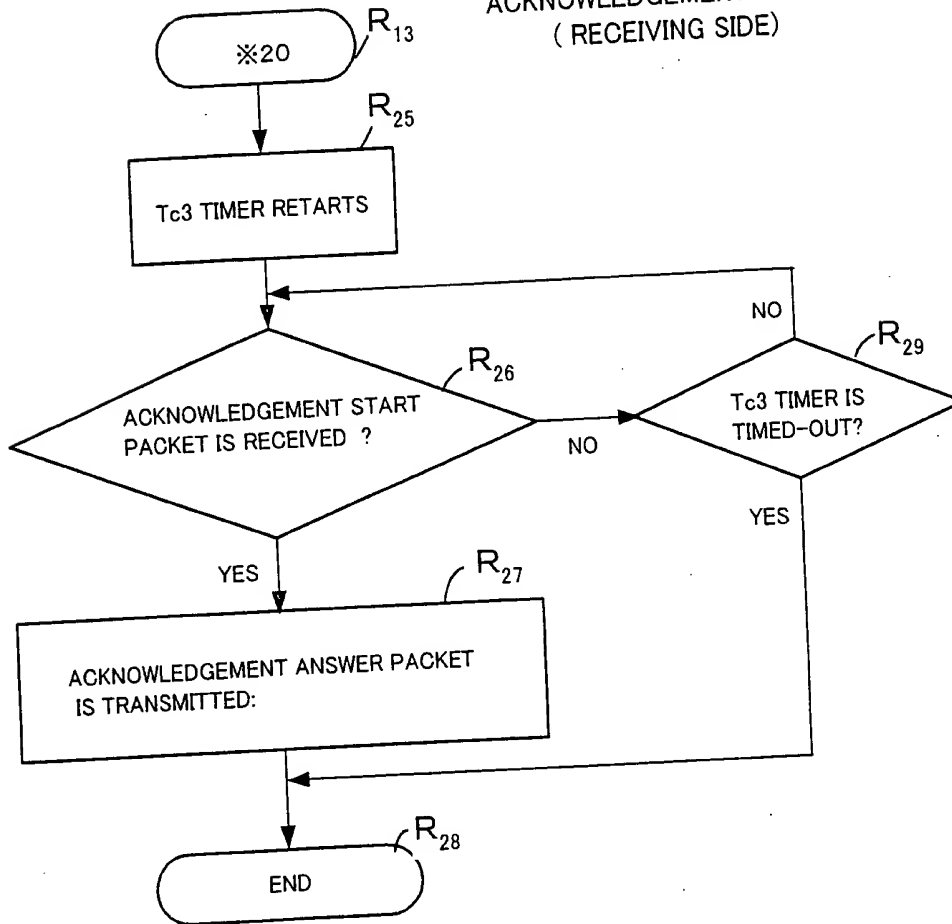 ACKNOWLEDGEMENT
( RECEIVING SIDE)
※20
R13
R25
Tc3 TIMER RETARTS
NO
R29
R26
ACKNOWLEDGEMENT START
PACKET IS RECEIVED ?
Tc3 TIMER IS
TIMED-OUT?
NO
YES
YES
R27
ACKNOWLEDGEMENT ANSWER PACKET
IS TRANSMITTED:
R28
END